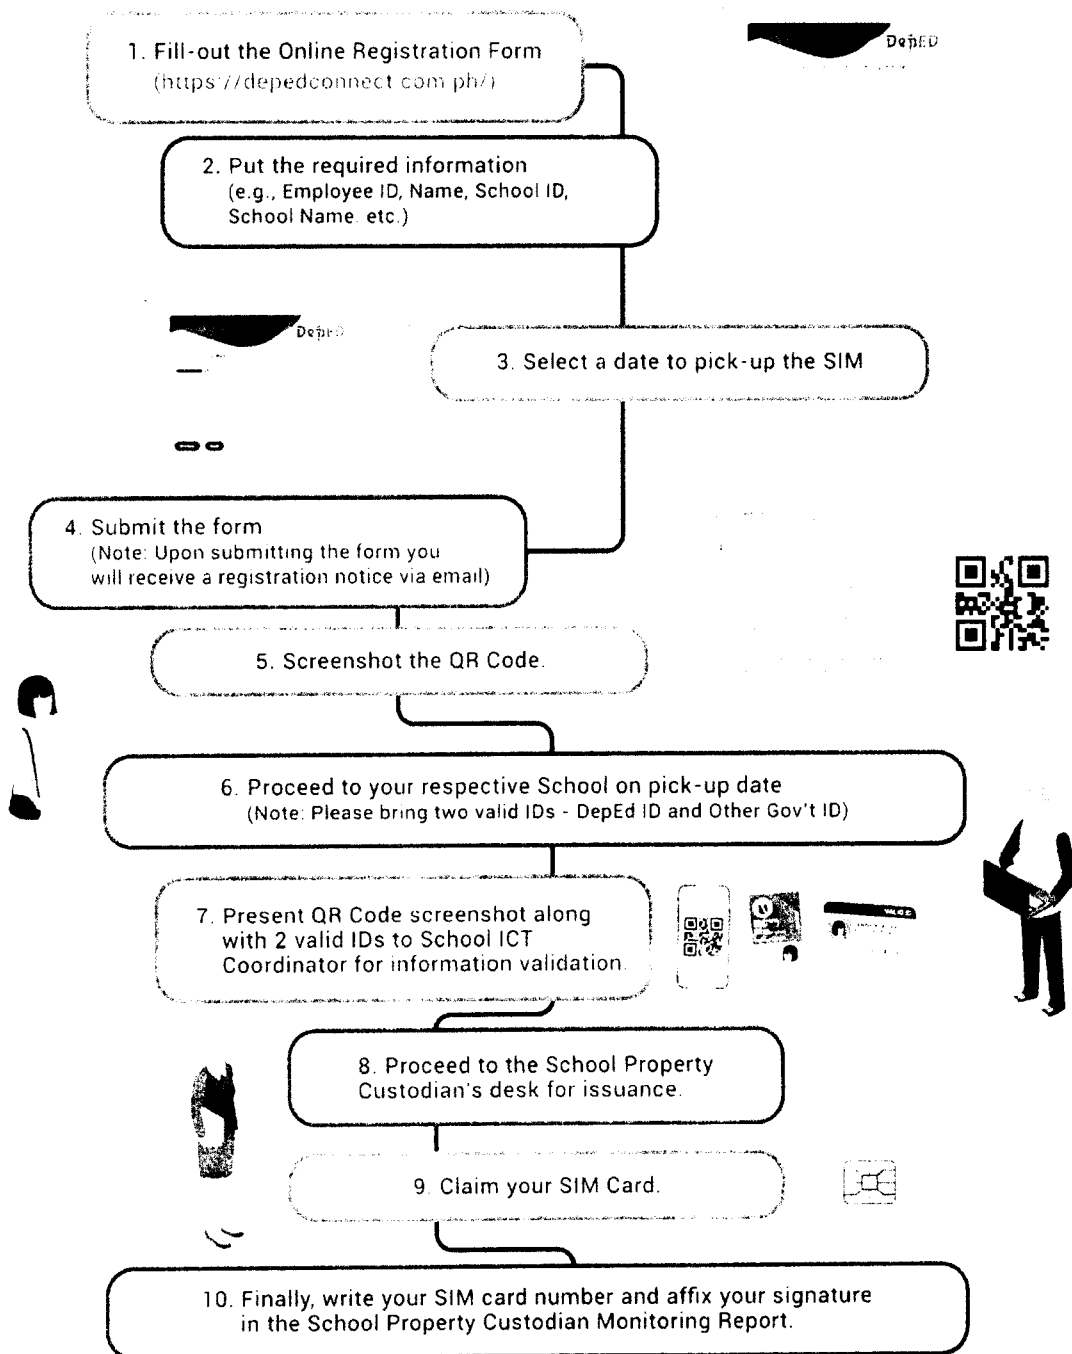 1. Fill-out the Online Registration Form
(https://depedconnect.com.ph/)
DepED
2. Put the required information
(e.g., Employee ID, Name, School ID,
School Name. etc.)
DepED
3. Select a date to pick-up the SIM
4. Submit the form
(Note: Upon submitting the form you
will receive a registration notice via email)
5. Screenshot the QR Code.
6. Proceed to your respective School on pick-up date
(Note: Please bring two valid IDs - DepEd ID and Other Gov't ID)
7. Present QR Code screenshot along
with 2 valid IDs to School ICT
Coordinator for information validation.
8. Proceed to the School Property
Custodian's desk for issuance.
9. Claim your SIM Card.
10. Finally, write your SIM card number and affix your signature
in the School Property Custodian Monitoring Report.